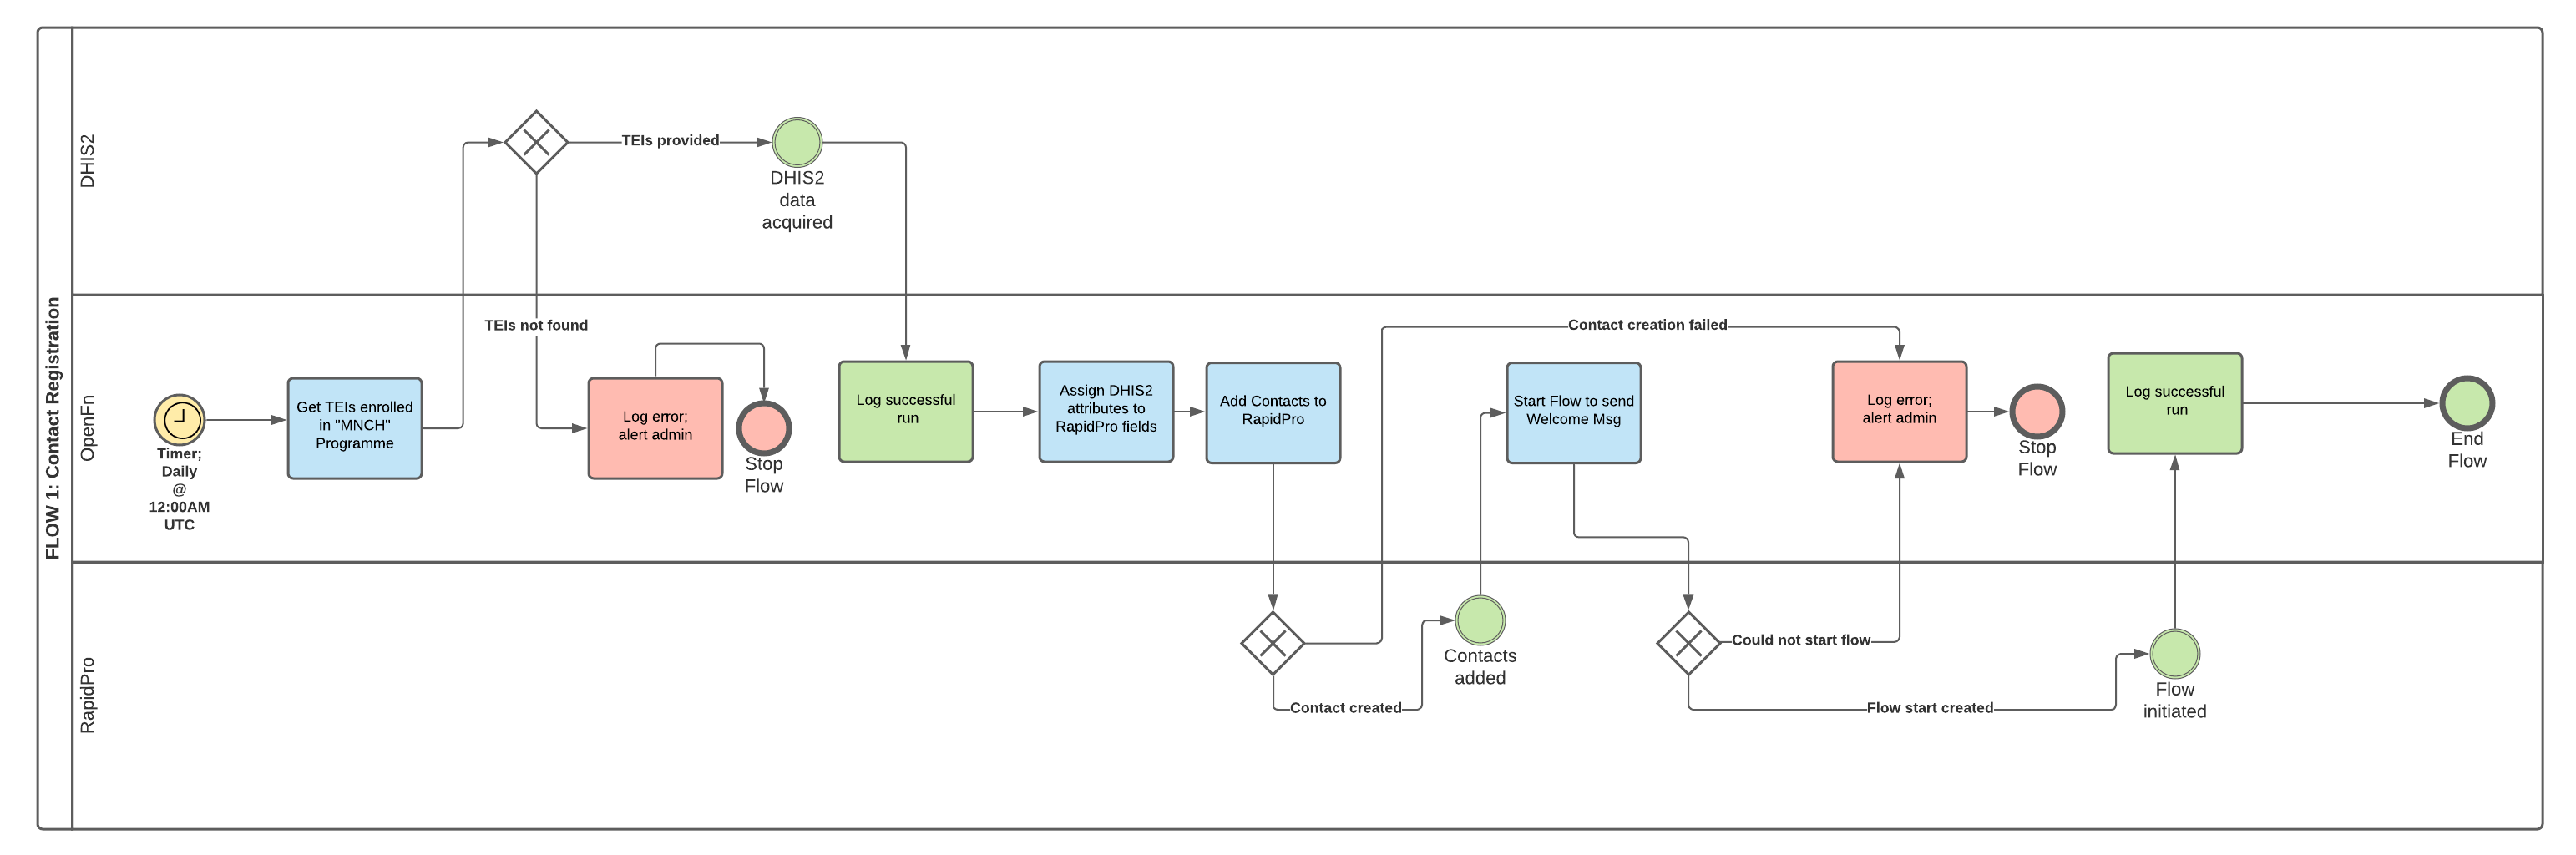 FLOW 1: Contact Registration
DHIS2
TEIs provided
DHIS2
data
acquired
OpenFn
TEIs not found
Timer;
Daily
@
12:00AM
UTC
Get TEIs enrolled
in "MNCH"
Programme
Log error;
alert admin
Stop
Flow
Log successful
run
Assign DHIS2
attributes to
RapidPro fields
Add Contacts to
RapidPro
Contact creation failed
Start Flow to send
Welcome Msg
Log error;
alert admin
Stop
Flow
Log successful
run
End
Flow
RapidPro
Contact created
Contacts
added
Could not start flow
Flow start created
Flow
initiated